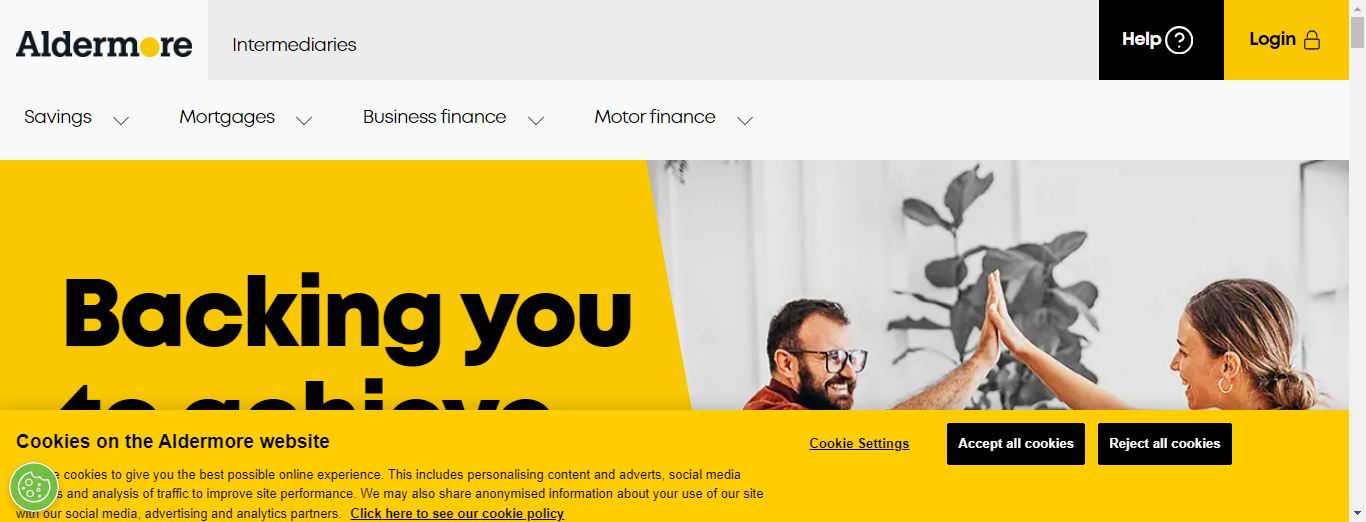 Aldermore
Intermediaries
Help
Login
Savings
Mortgages
Business finance
Motor finance
Backing you
to achieve
Cookies on the Aldermore website
cookies to give you the best possible online experience. This includes personalising content and adverts, social media
and analysis of traffic to improve site performance. We may also share anonymised information about your use of our site
with our social media, advertising and analytics partners. Click here to see our cookie policy
Cookie Settings
Accept all cookies
Reject all cookies